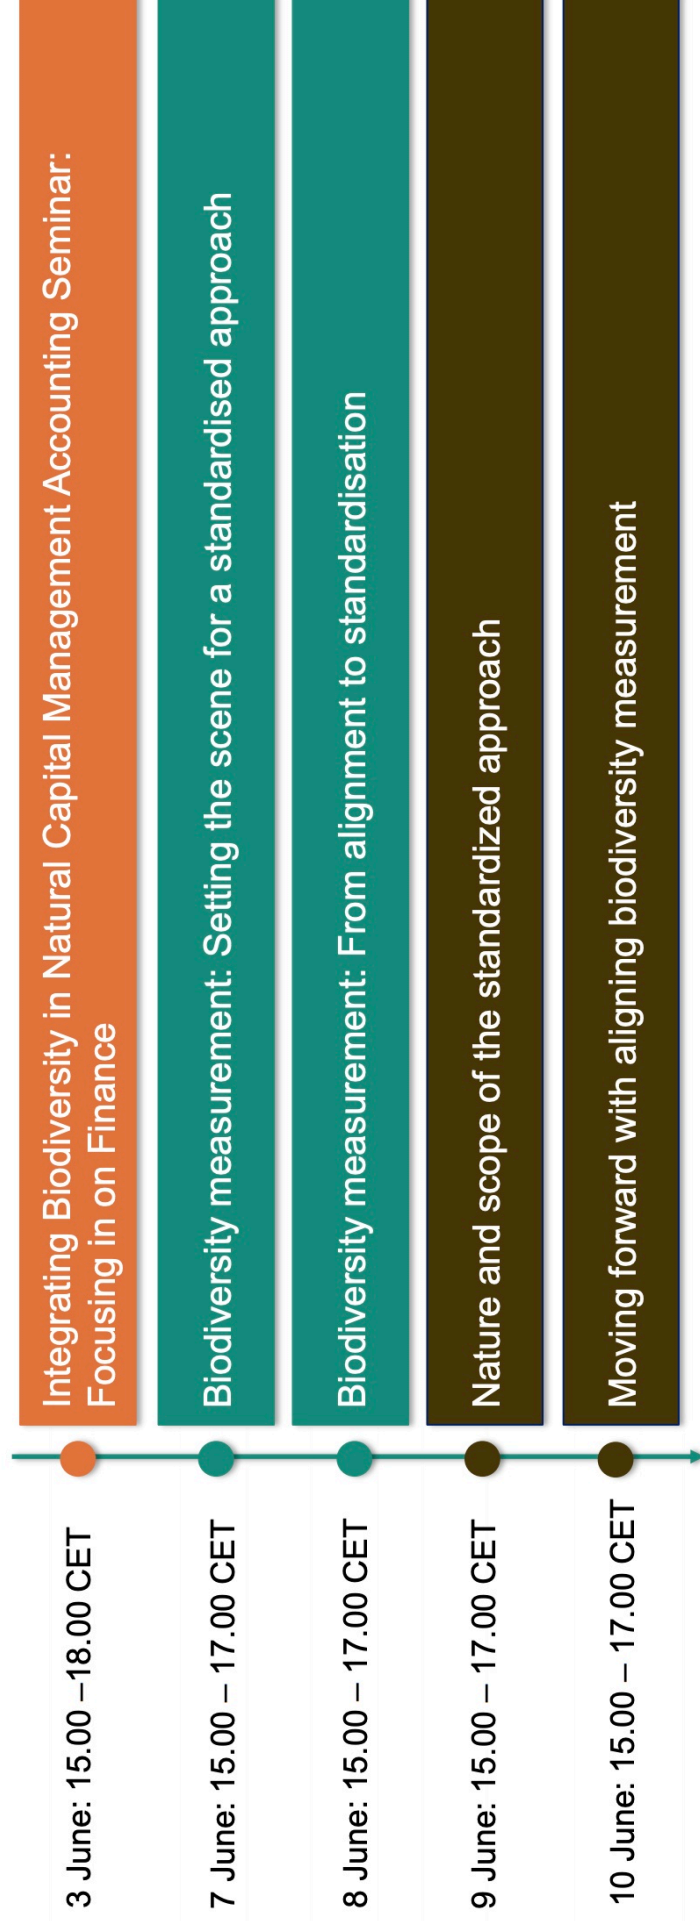 3 June: 15.00 –18.00 CET
Integrating Biodiversity in Natural Capital Management Accounting Seminar:
Focusing in on Finance
7 June: 15.00 – 17.00 CET
Biodiversity measurement: Setting the scene for a standardised approach
8 June: 15.00 – 17.00 CET
Biodiversity measurement: From alignment to standardisation
9 June: 15.00 – 17.00 CET
Nature and scope of the standardized approach
10 June: 15.00 – 17.00 CET
Moving forward with aligning biodiversity measurement